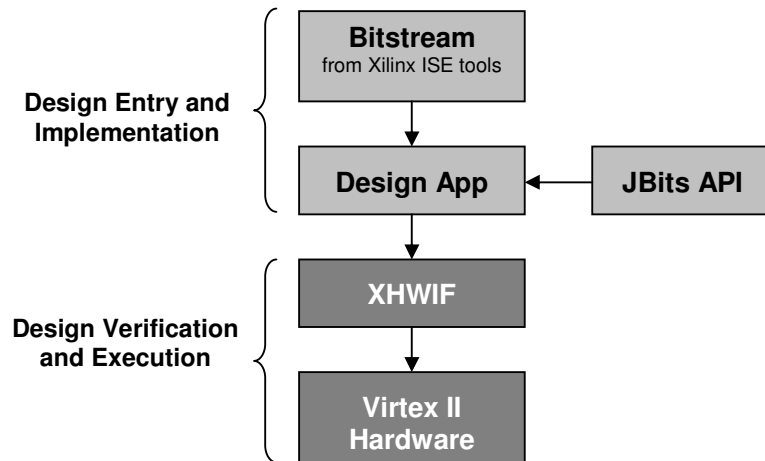 Bitstream
from Xilinx ISE tools
Design Entry and
Implementation
Design App
JBits API
XHWIF
Design Verification
and Execution
Virtex II
Hardware